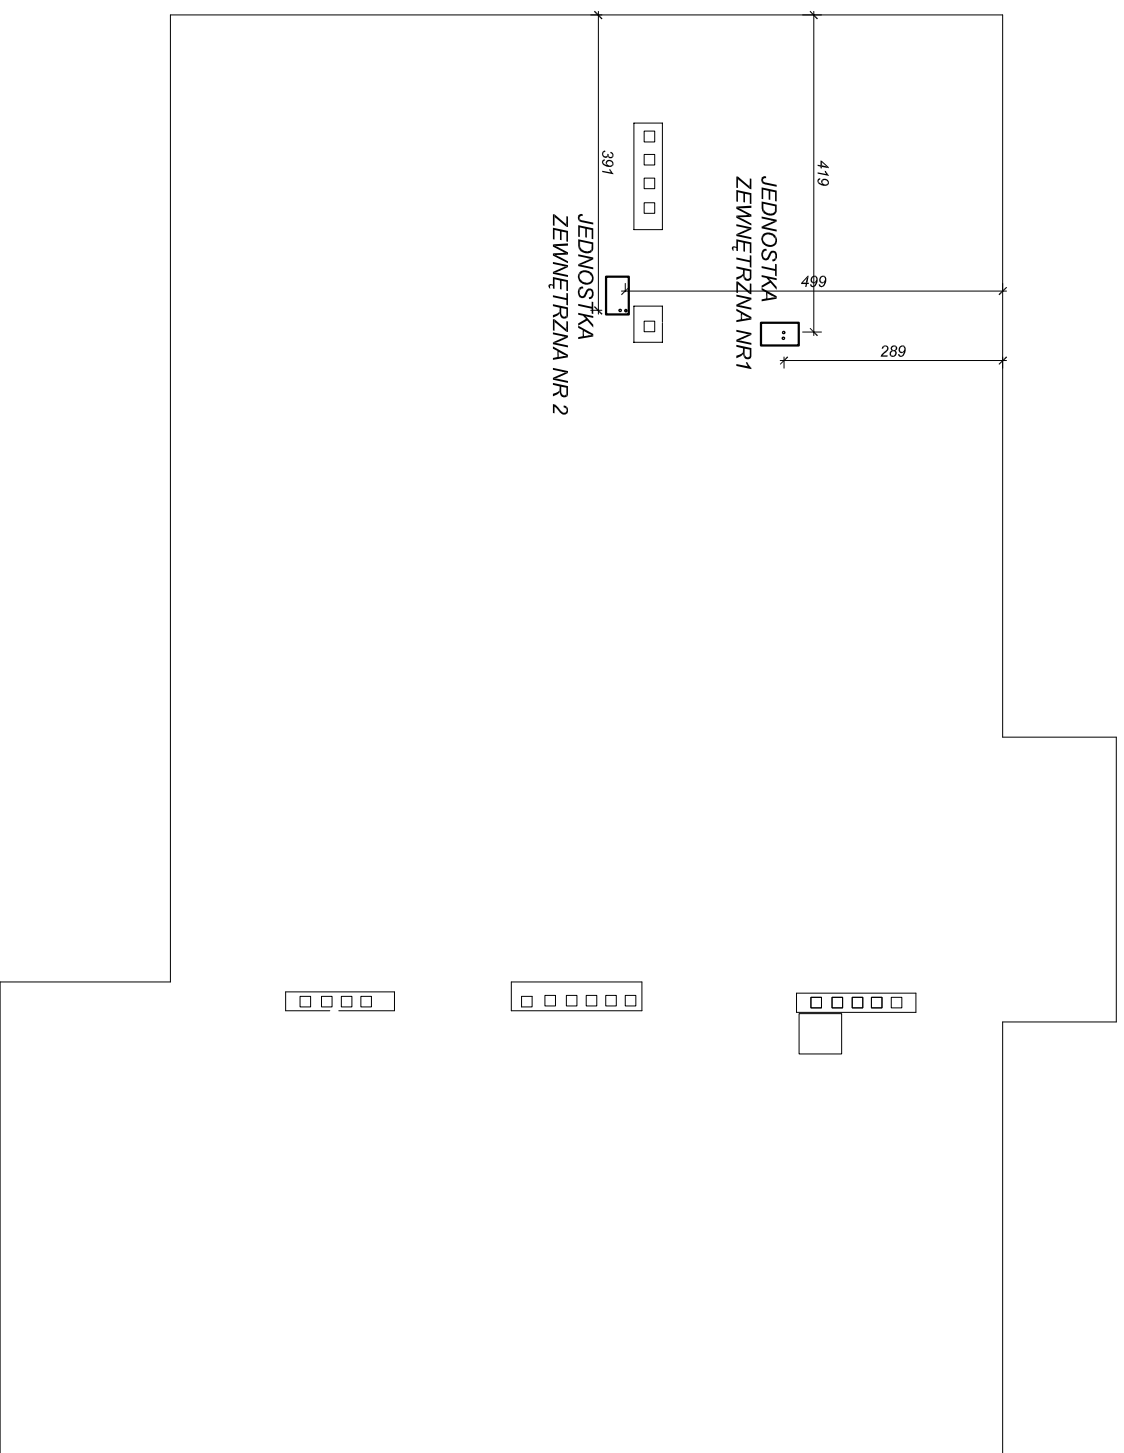 391
419
JEDNOSTKA
ZEWNĘTRZNA NR1
JEDNOSTKA
ZEWNĘTRZNA NR 2
499
289